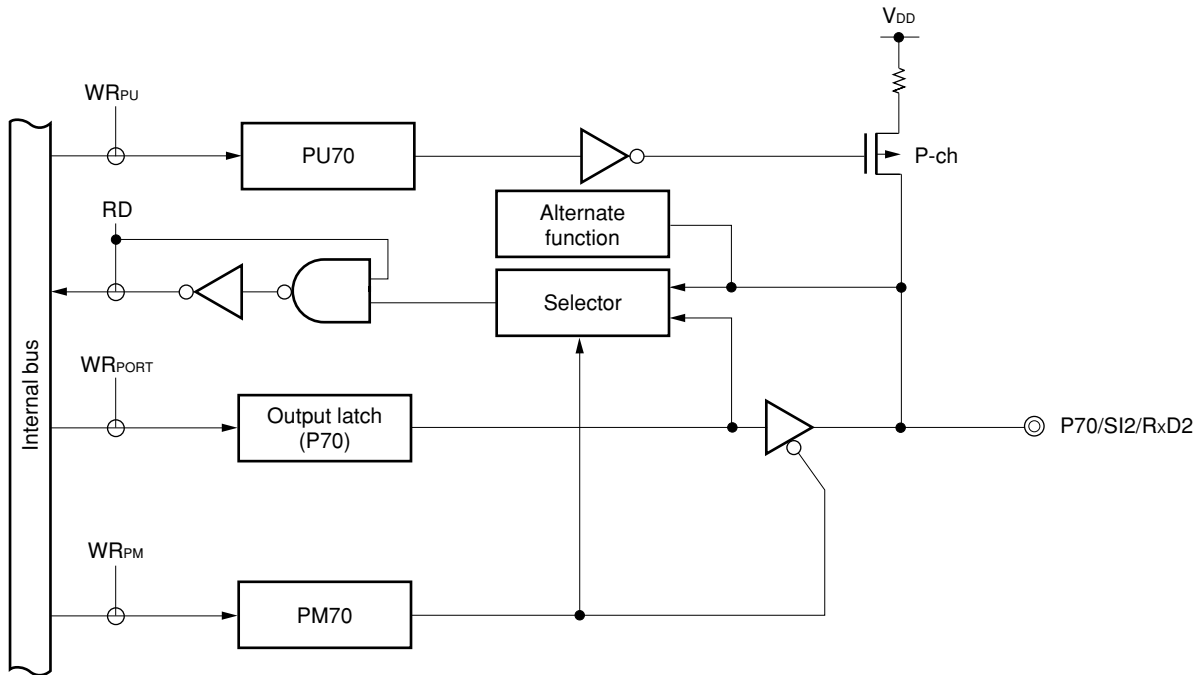 VDD
WRPU
PU70
P-ch
RD
Alternate
function
Selector
WRPORT
Internal bus
Output latch
(P70)
P70/SI2/RxD2
WRPM
PM70